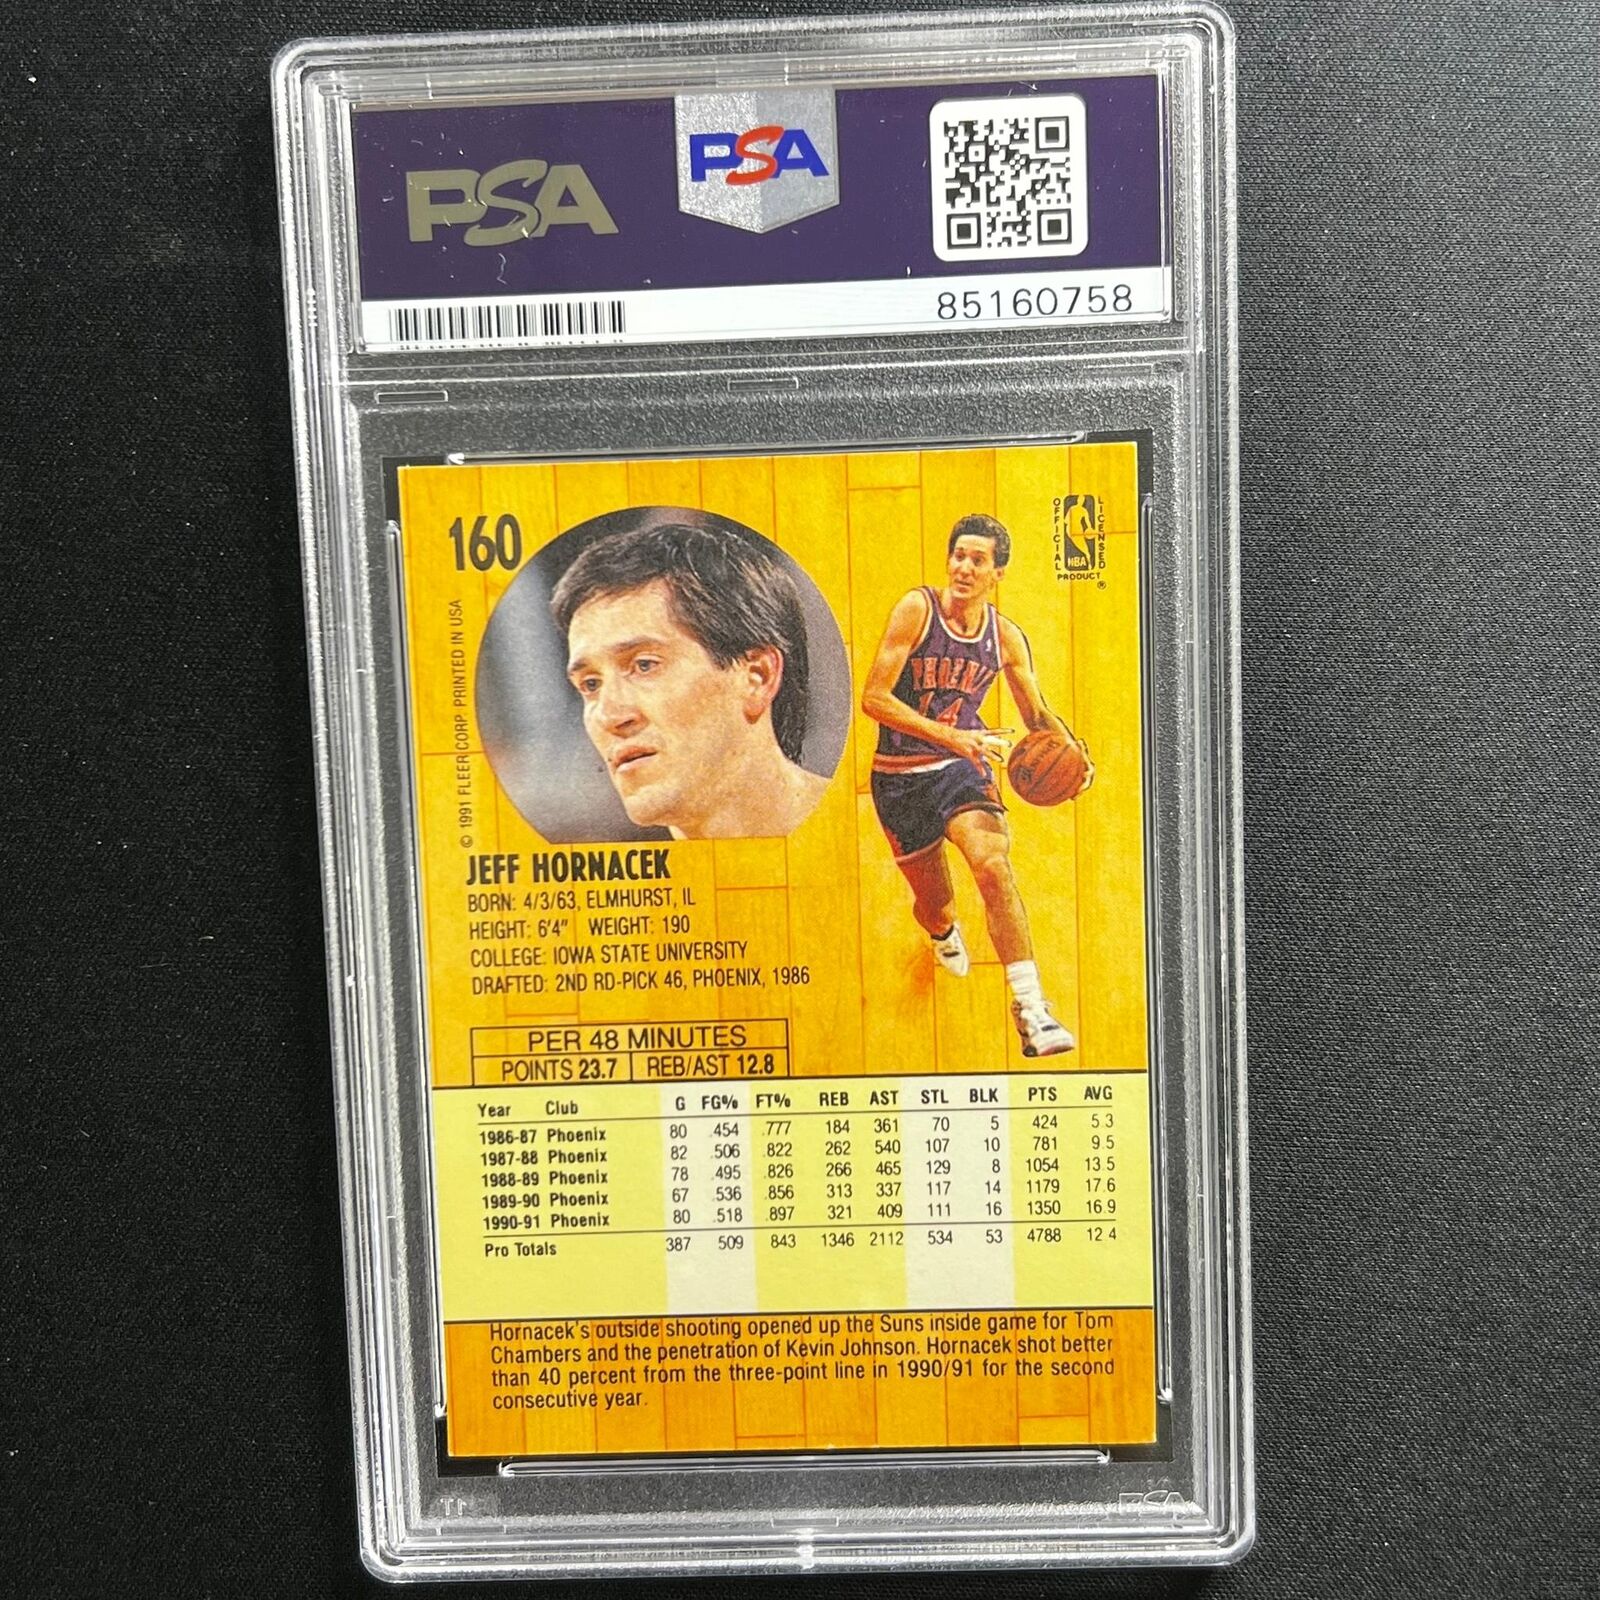 PSA
PSA
85160758
160
OFFICIAL LICENSED
NBA
PRODUCT ®
© 1991 FLEER CORP. PRINTED IN USA
PHOENIX
14
JEFF HORNACEK
BORN: 4/3/63, ELMHURST, IL
HEIGHT: 6'4" WEIGHT: 190
COLLEGE: IOWA STATE UNIVERSITY
DRAFTED: 2ND RD-PICK 46, PHOENIX, 1986
PER 48 MINUTES
POINTS 23.7 REB/AST 12.8
Year Club G FG% FT% REB AST STL BLK PTS AVG
1986-87 Phoenix 80 .454 .777 184 361 70 5 424 5.3
1987-88 Phoenix 82 .506 .822 262 540 107 10 781 9.5
1988-89 Phoenix 78 .495 .826 266 465 129 8 1054 13.5
1989-90 Phoenix 67 .536 .856 313 337 117 14 1179 17.6
1990-91 Phoenix 80 .518 .897 321 409 111 16 1350 16.9
Pro Totals 387 509 843 1346 2112 534 53 4788 12.4
Hornacek's outside shooting opened up the Suns inside game for Tom
Chambers and the penetration of Kevin Johnson. Hornacek shot better
than 40 percent from the three-point line in 1990/91 for the second
consecutive year.
PSA